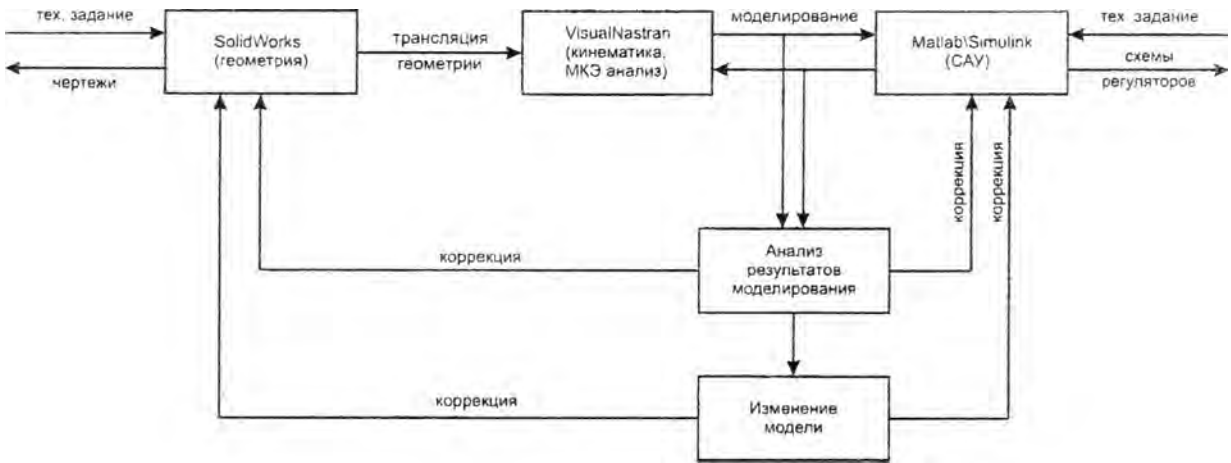 тех. задание
SolidWorks
(геометрия)
чертежи
трансляция
геометрии
VisualNastran
(кинематика,
МКЭ анализ)
моделирование
Matlab\Simulink
(САУ)
тех. задание
схемы
регуляторов
коррекция
коррекция
коррекция
Анализ
результатов
моделирования
коррекция
Изменение
модели